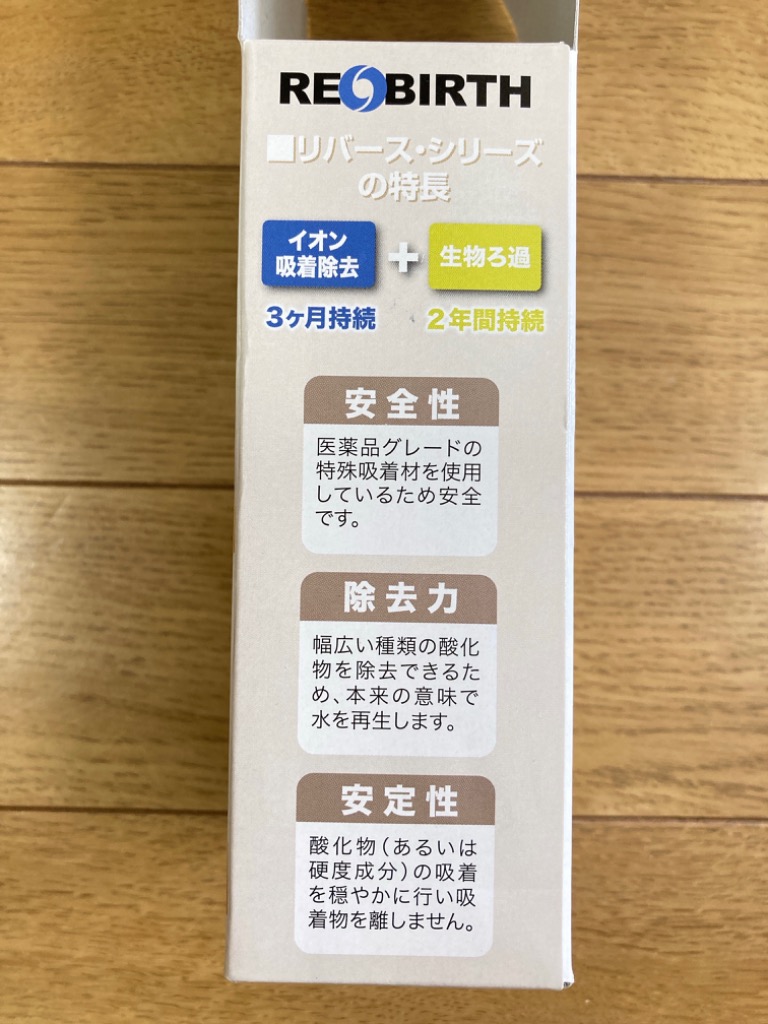 REBIRTH
■リバース・シリーズ
の特長
イオン
吸着除去
+
生物ろ過
3ヶ月持続
2年間持続
安全性
医薬品グレードの
特殊吸着材を使用
しているため安全
です。
除去力
幅広い種類の酸化
物を除去できるた
め、本来の意味で
水を再生します。
安定性
酸化物(あるいは
硬度成分)の吸着
を穏やかに行い吸
着物を離しません。